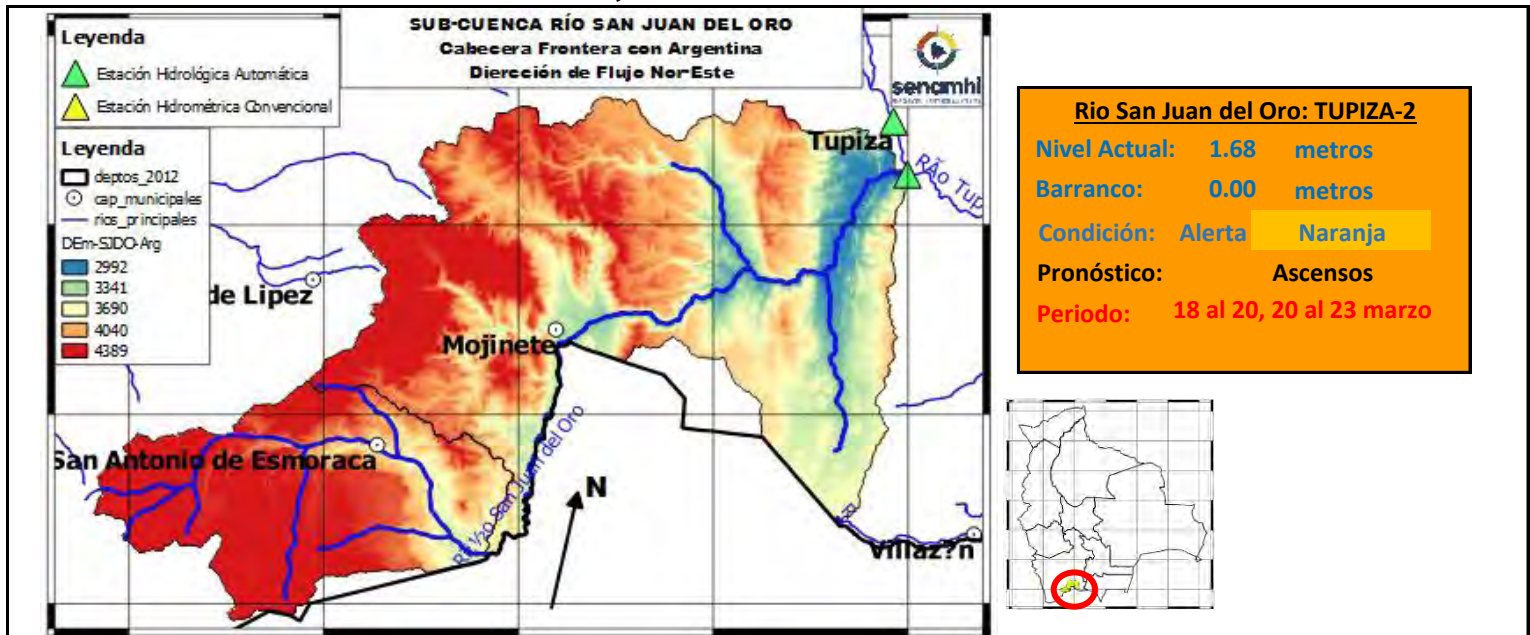 SUB-CUENCA RÍO SAN JUAN DEL ORO
Cabecera Frontera con Argentina
Diercción de Flujo Nor-Este
Leyenda
Estación Hidrológica Automática
Estación Hidrométrica Convencional
Leyenda
deptos_2012
cap_municipales
rios_principales
DEm-SJDO-Arg
2992
3341
3690
4040
4389
senamhi
Tupiza
RÃ­o Tup
de Lipez
Mojinete
San Antonio de Esmoraca
San Juan del Oro
N
Villaz?n
Rio San Juan del Oro: TUPIZA-2
Nivel Actual: 1.68 metros
Barranco: 0.00 metros
Condición: Alerta Naranja
Pronóstico: Ascensos
Periodo: 18 al 20, 20 al 23 marzo